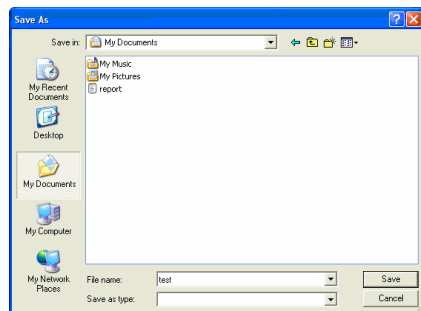 Save As
Save in:
My Documents
My Music
My Pictures
report
My Recent
Documents
Desktop
My Documents
My Computer
My Network
Places
File name:
test
Save
Save as type:
Cancel